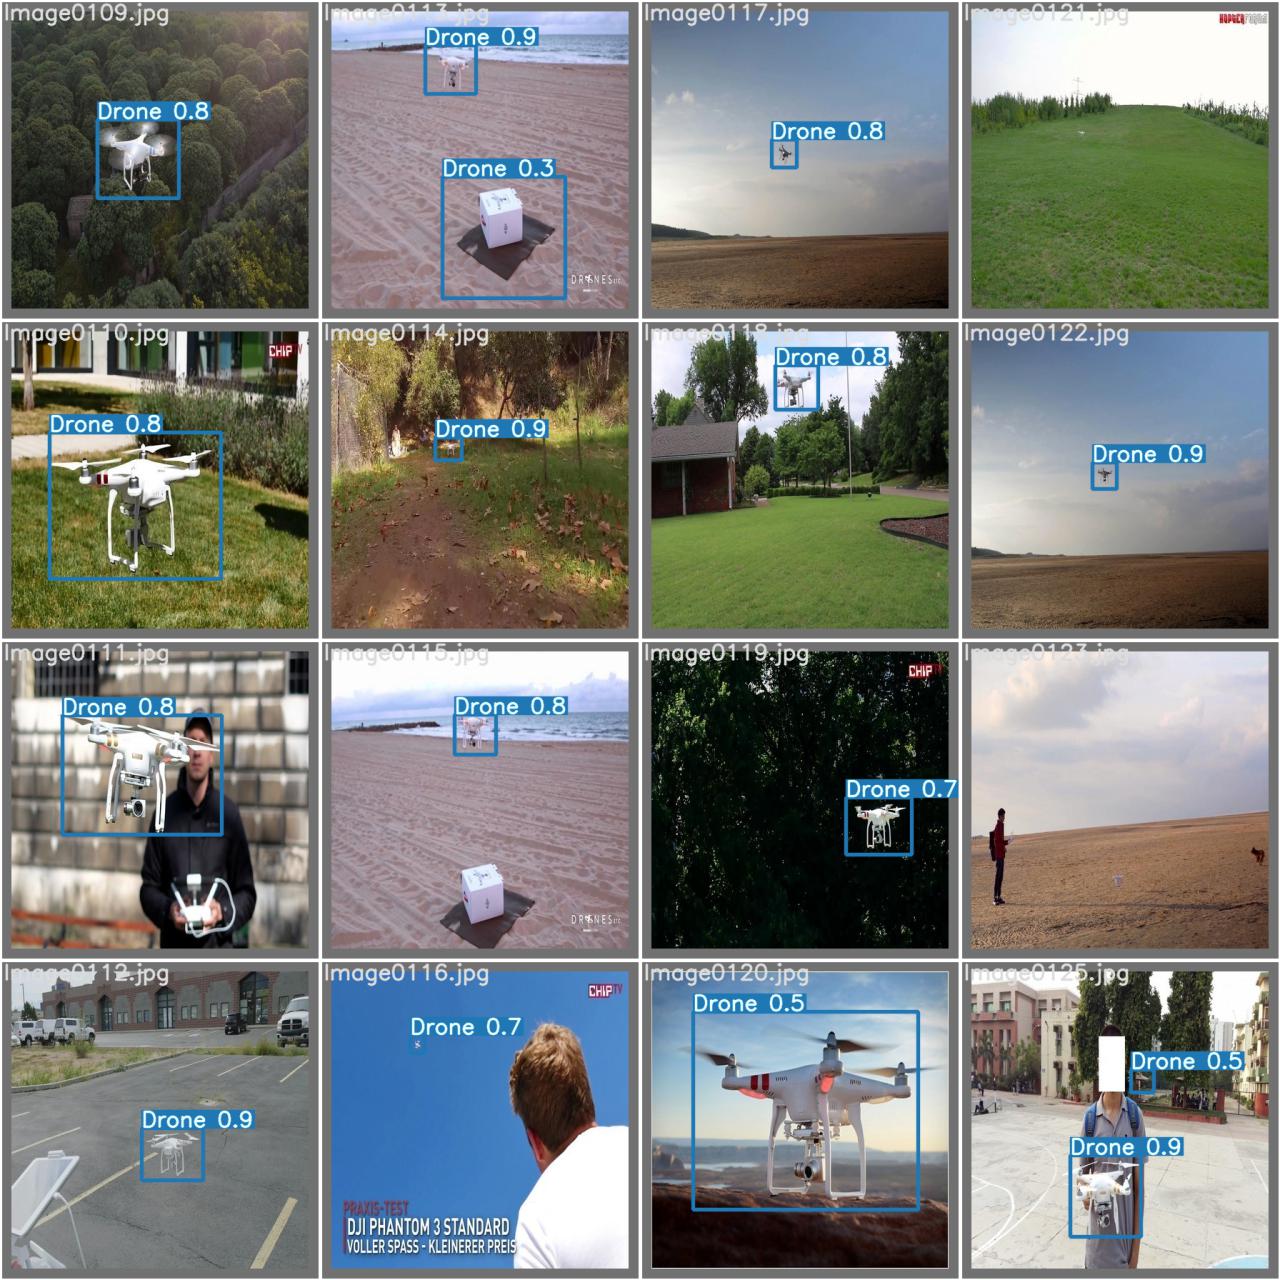 Image0109.jpg
Drone 0.8
Image0113.jpg
Drone 0.9
Drone 0.3
DRONES etc.
Image0117.jpg
Drone 0.8
Image0121.jpg
Image0110.jpg
CHIP TV
Drone 0.8
Image0114.jpg
Drone 0.9
Image0118.jpg
Drone 0.8
Image0122.jpg
Drone 0.9
Image0111.jpg
Drone 0.8
Image0115.jpg
Drone 0.8
DRONES etc.
Image0119.jpg
CHIP
Drone 0.7
Image0123.jpg
Image0112.jpg
Drone 0.9
Image0116.jpg
CHIP TV
Drone 0.7
PRAXIS-TEST
DJI PHANTOM 3 STANDARD
VOLLER SPASS - KLEINERER PREIS
Image0120.jpg
Drone 0.5
Image0125.jpg
Drone 0.5
Drone 0.9